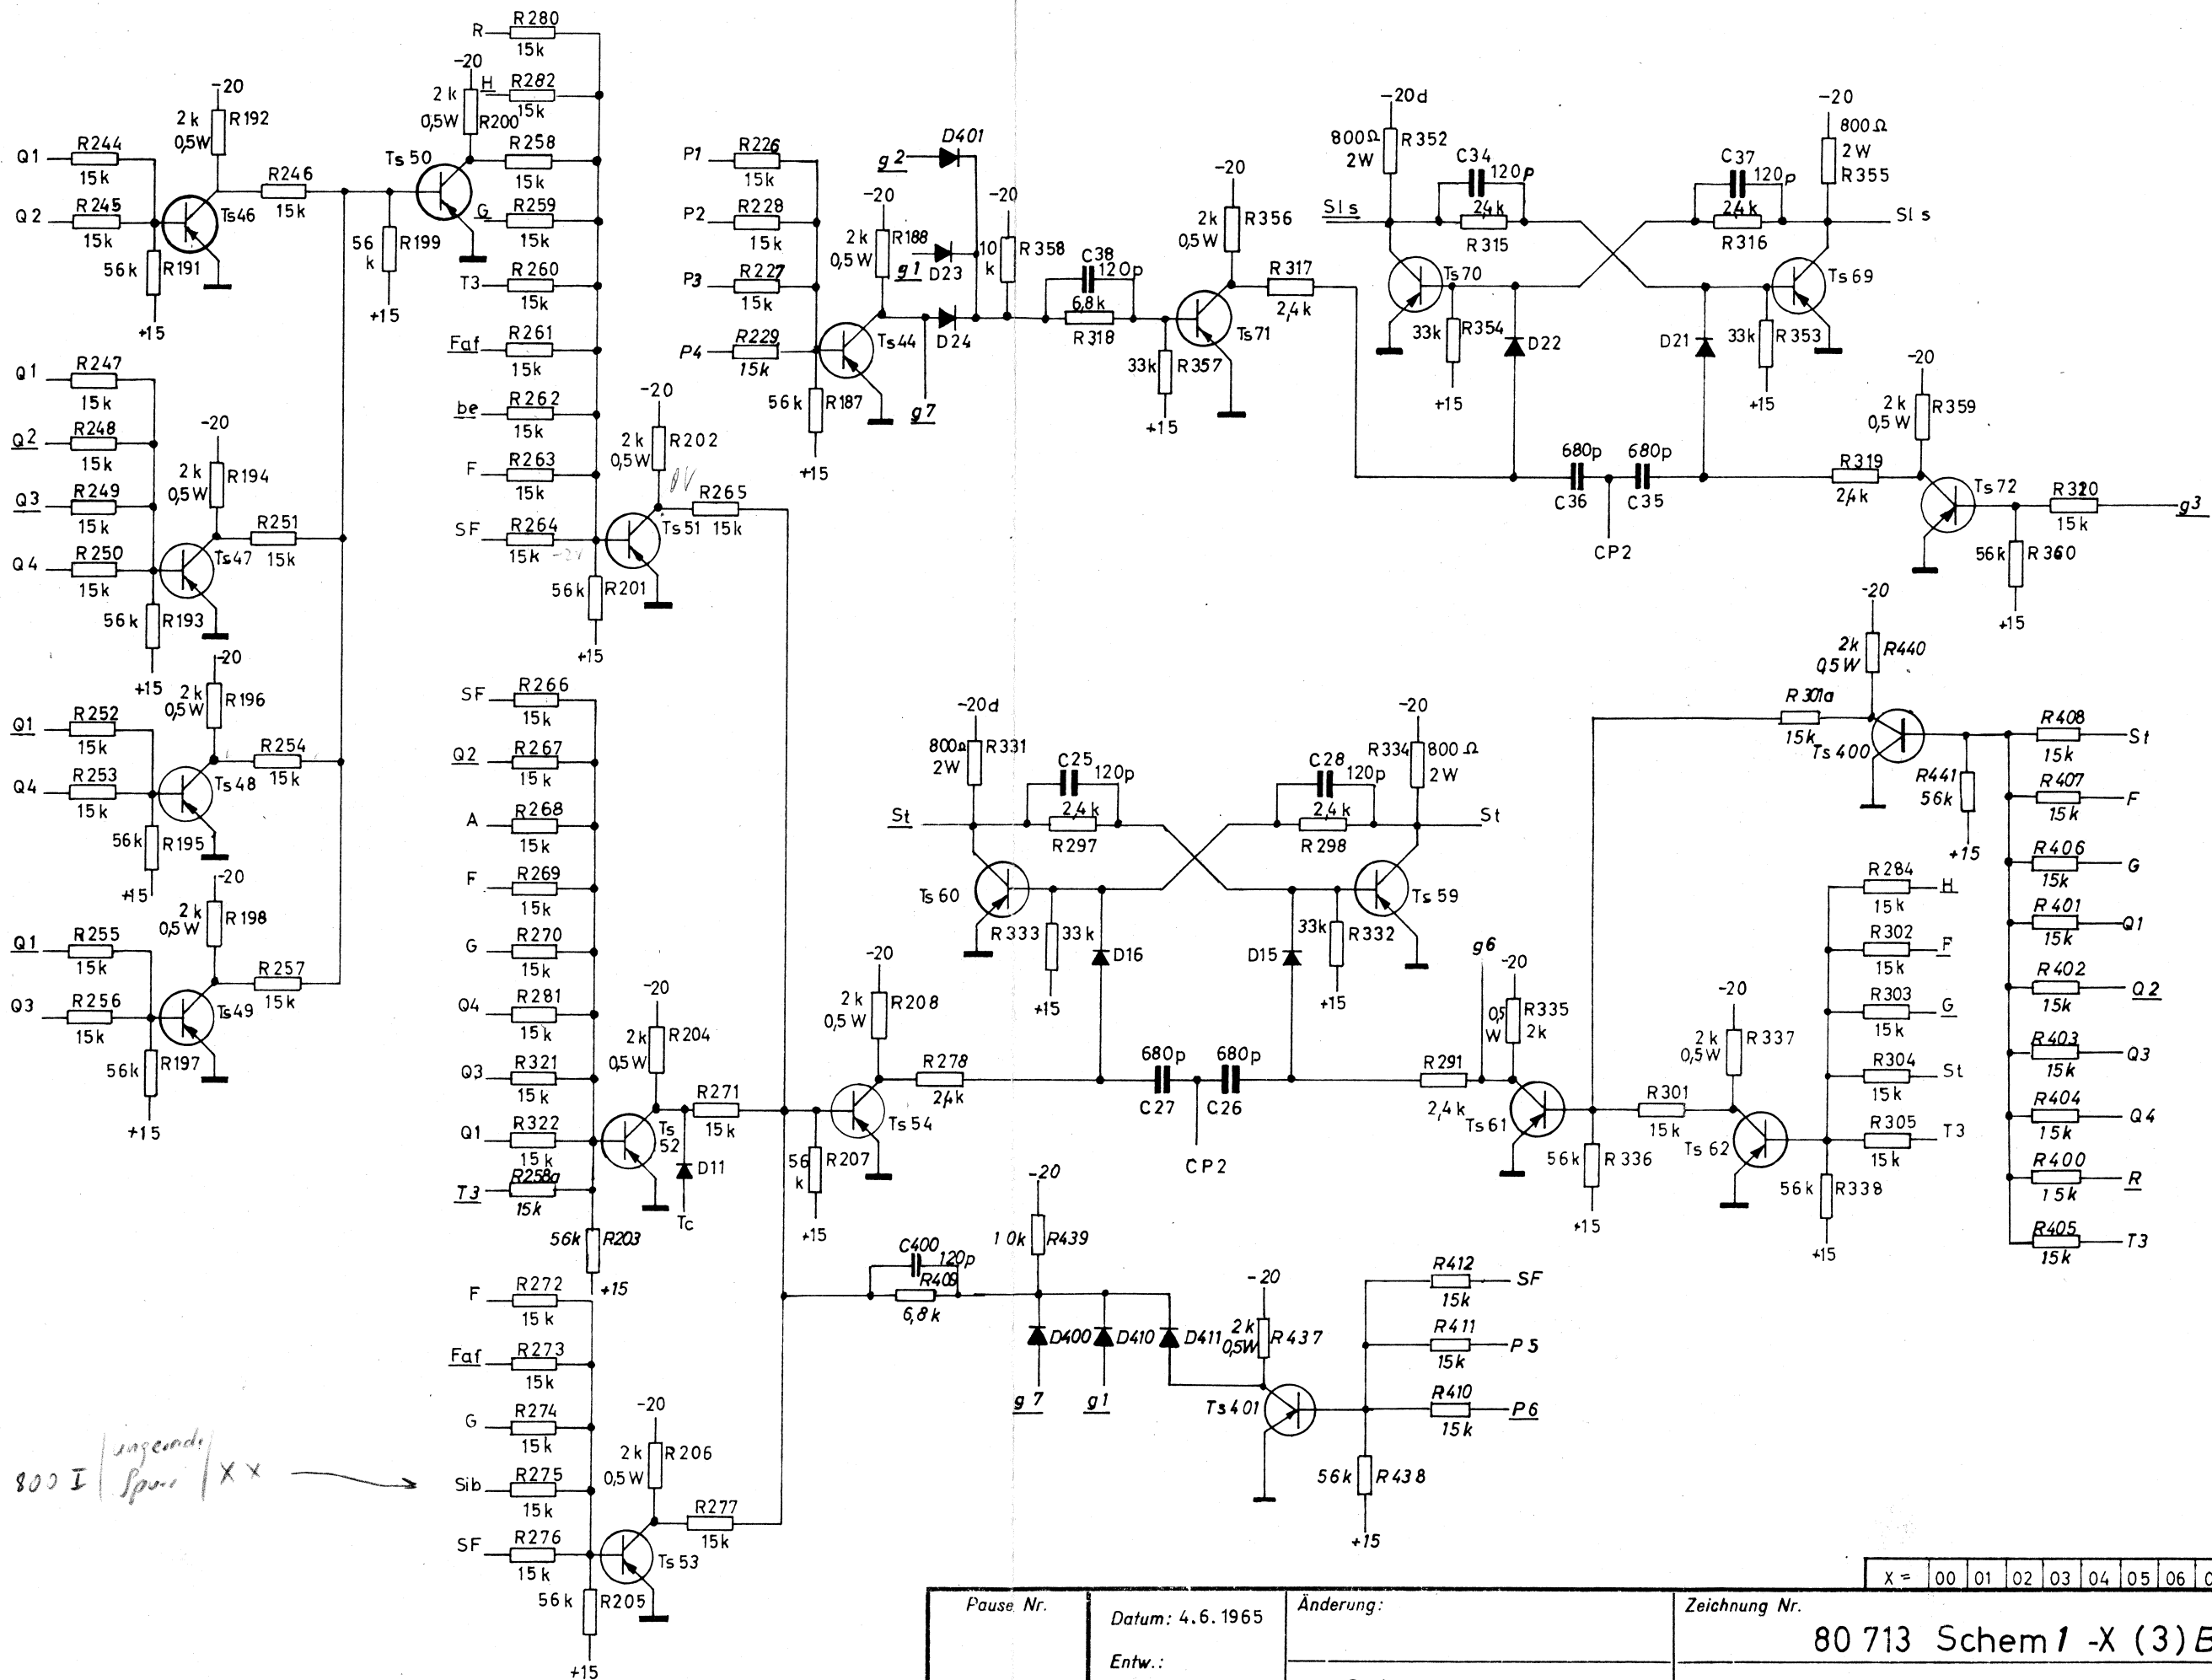 R R280 15k
H R282 15k
-20 2k 0,5W R200
R258 15k
Ts50
G R259 15k
T3 R260 15k
Faf R261 15k
be R262 15k
F R263 15k
SF R264 15k
-20 2k 0,5W R192
Q1 R244 15k
Q2 R245 15k
Ts46
R246 15k
56k R191 +15
56k R199 +15
Q1 R247 15k
Q2 R248 15k
Q3 R249 15k
Q4 R250 15k
-20 2k 0,5W R194
Ts47
R251 15k
56k R193 +15
-20 2k 0,5W R196
Q1 R252 15k
Q4 R253 15k
Ts48
R254 15k
56k R195 +15
-20 2k 0,5W R198
Q1 R255 15k
Q3 R256 15k
Ts49
R257 15k
56k R197 +15
-20 2k 0,5W R202
Ts51
R265 15k
56k R201 +15
SF R266 15k
Q2 R267 15k
A R268 15k
F R269 15k
G R270 15k
Q4 R281 15k
Q3 R321 15k
Q1 R322 15k
T3 R258a 15k
-20 2k 0,5W R204
Ts52
R271 15k
D11 Tc
56k R203 +15
F R272 15k
Faf R273 15k
G R274 15k
Sib R275 15k
SF R276 15k
-20 2k 0,5W R206
Ts53
R277 15k
56k R205 +15
800 I
XX
P1 R226 15k
P2 R228 15k
P3 R227 15k
P4 R229 15k
-20 2k 0,5W R188
Ts44
56k R187 +15
g2 D401
g1 D23
D24
g7
-20 10k R358
C38 120p
6,8k R318
33k R357 +15
Ts71
-20 2k 0,5W R356
R317 2,4k
-20d 800Ω 2W R352
C34 120p
2,4k R315
C37 120p
2,4k R316
-20 800Ω 2W R355
Sls
Sls
Ts70
Ts69
33k R354 +15
D22
D21
33k R353 +15
680p C36
680p C35
CP2
R319 2,4k
-20 2k 0,5W R359
Ts72
R320 15k
g3
56k R360 +15
-20d 800Ω 2W R331
C25 120p
2,4k R297
C28 120p
2,4k R298
-20 R334 800Ω 2W
St
St
Ts60
Ts59
R333 33k +15
D16
D15
33k R332 +15
-20 2k 0,5W R208
Ts54
56k R207 +15
R278 2,4k
680p C27
680p C26
CP2
R291 2,4k
g6
-20 0,5W R335 2k
Ts61
56k R336 +15
R301 15k
-20 2k 0,5W R337
Ts62
56k R338 +15
R284 15k H
R302 15k F
R303 15k G
R304 15k St
R305 15k T3
-20 2k 0,5W R440
R301a 15k
Ts400
R441 56k +15
R408 15k St
R407 15k F
R406 15k G
R401 15k Q1
R402 15k Q2
R403 15k Q3
R404 15k Q4
R400 15k R
R405 15k T3
C400 120p
R409 6,8k
-20 10k R439
D400 g7
D410 g1
D411
-20 2k 0,5W R437
Ts401
R412 15k SF
R411 15k P5
R410 15k P6
56k R438 +15
X = 00 01 02 03 04 05 06
Pause Nr.
Datum: 4.6.1965
Entw.:
Änderung:
Zeichnung Nr.
80 713 Schem 1 -X (3) B